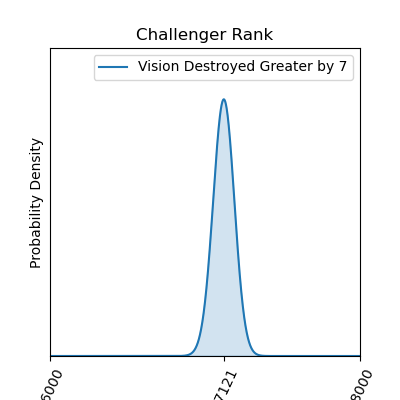 Challenger Rank
Vision Destroyed Greater by 7
Probability Density
6000
7121
8000